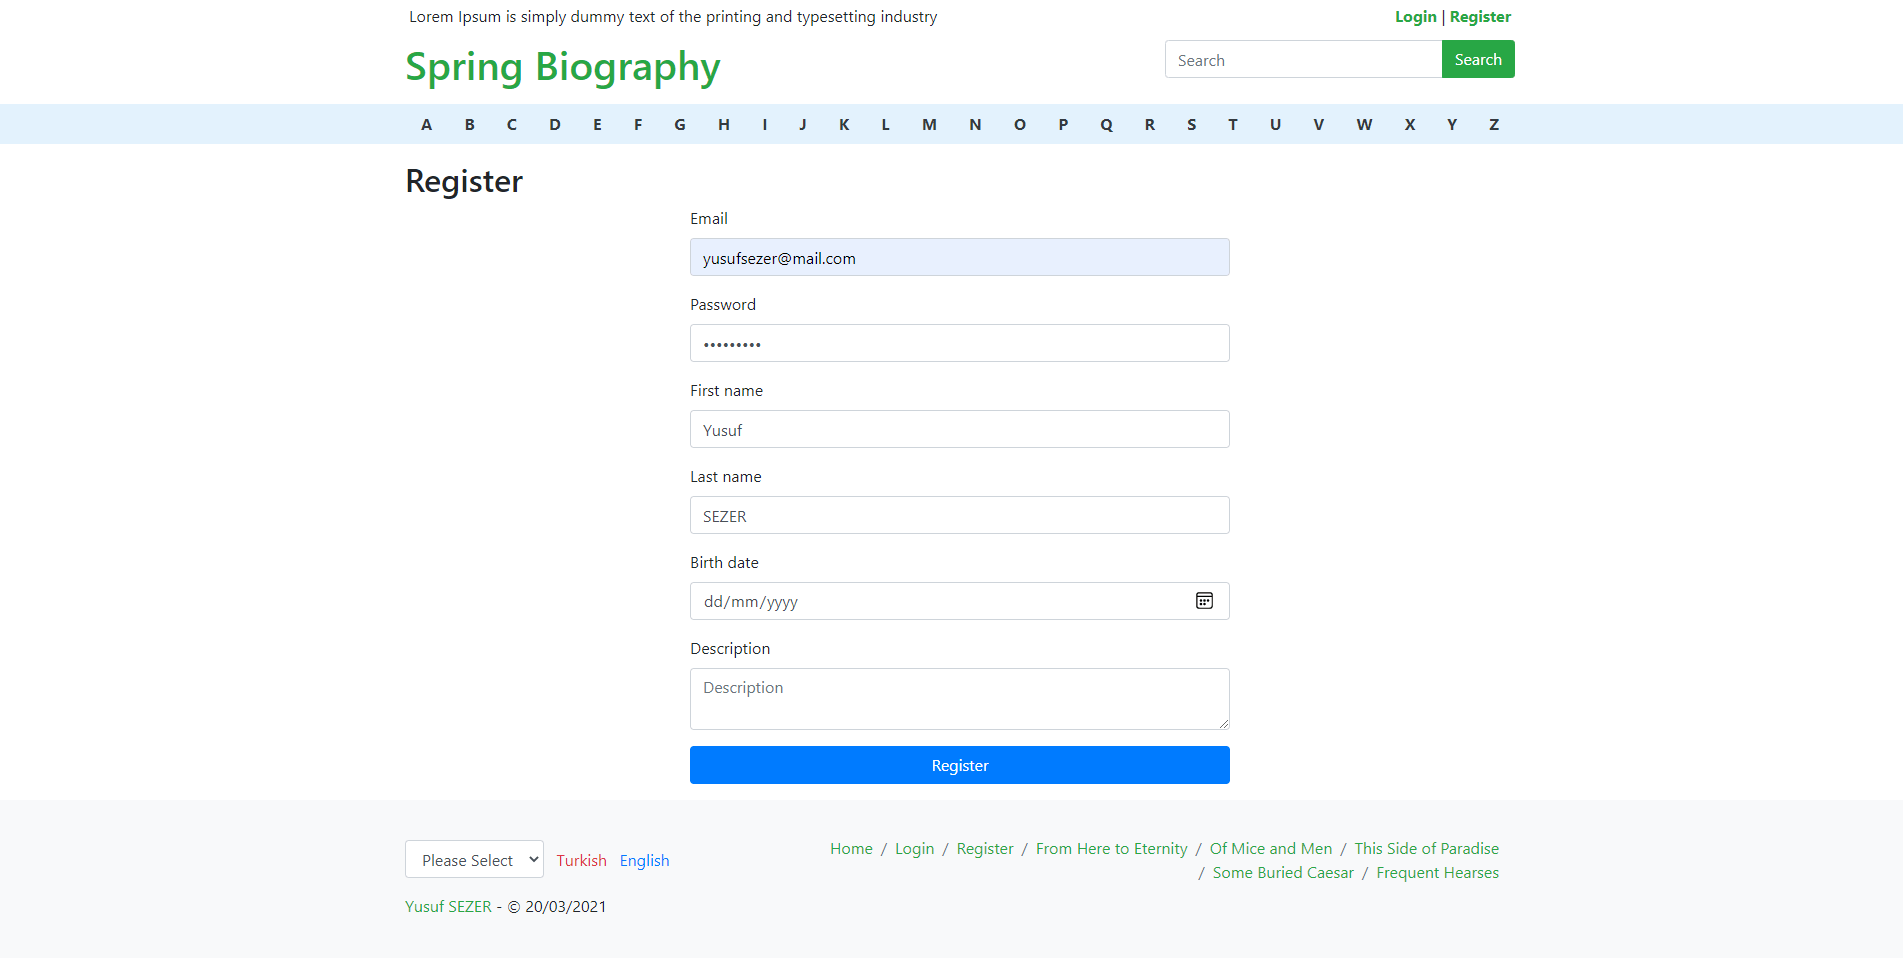 Lorem Ipsum is simply dummy text of the printing and typesetting industry
Login | Register
Spring Biography
Search
Search
A B C D E F G H I J K L M N O P Q R S T U V W X Y Z
Register
Email
yusufsezer@mail.com
Password
•••••••••
First name
Yusuf
Last name
SEZER
Birth date
dd/mm/yyyy
Description
Description
Register
Please Select Turkish English
Home / Login / Register / From Here to Eternity / Of Mice and Men / This Side of Paradise
/ Some Buried Caesar / Frequent Hearses
Yusuf SEZER - © 20/03/2021